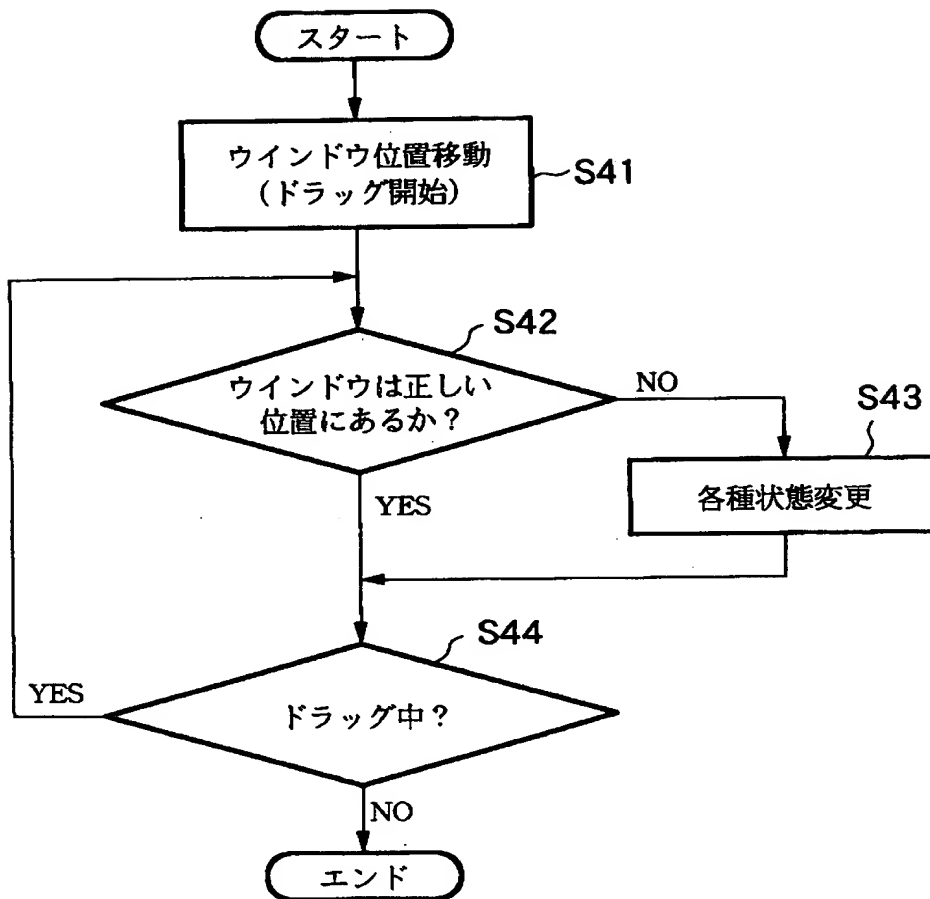 スタート
ウインドウ位置移動
(ドラッグ開始)
S41
S42
ウインドウは正しい
位置にあるか？
NO
S43
各種状態変更
YES
S44
YES
ドラッグ中？
NO
エンド